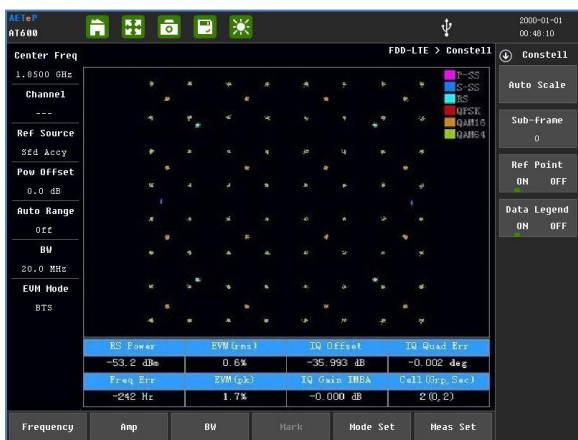 AETeP
AT600
2000-01-01
00:48:10
FDD-LTE > Constell
Constell
Center Freq
1.8500 GHz
Channel
---
Ref Source
Sfd Accy
Pow Offset
0.0 dB
Auto Range
Off
BW
20.0 MHz
EVM Mode
BTS
P-SS
S-SS
RS
QPSK
QAM16
QAM64
Auto Scale
Sub-frame
0
Ref Point
ON OFF
Data Legend
ON OFF
RS Power EVM(rms) IQ Offset IQ Quad Err
-53.2 dBm 0.6% -35.993 dB -0.002 deg
Freq Err EVM(pk) IQ Gain IMBA Cell(Grp,Sec)
-242 Hz 1.7% -0.000 dB 2(0,2)
Frequency Amp BW Mark Mode Set Meas Set